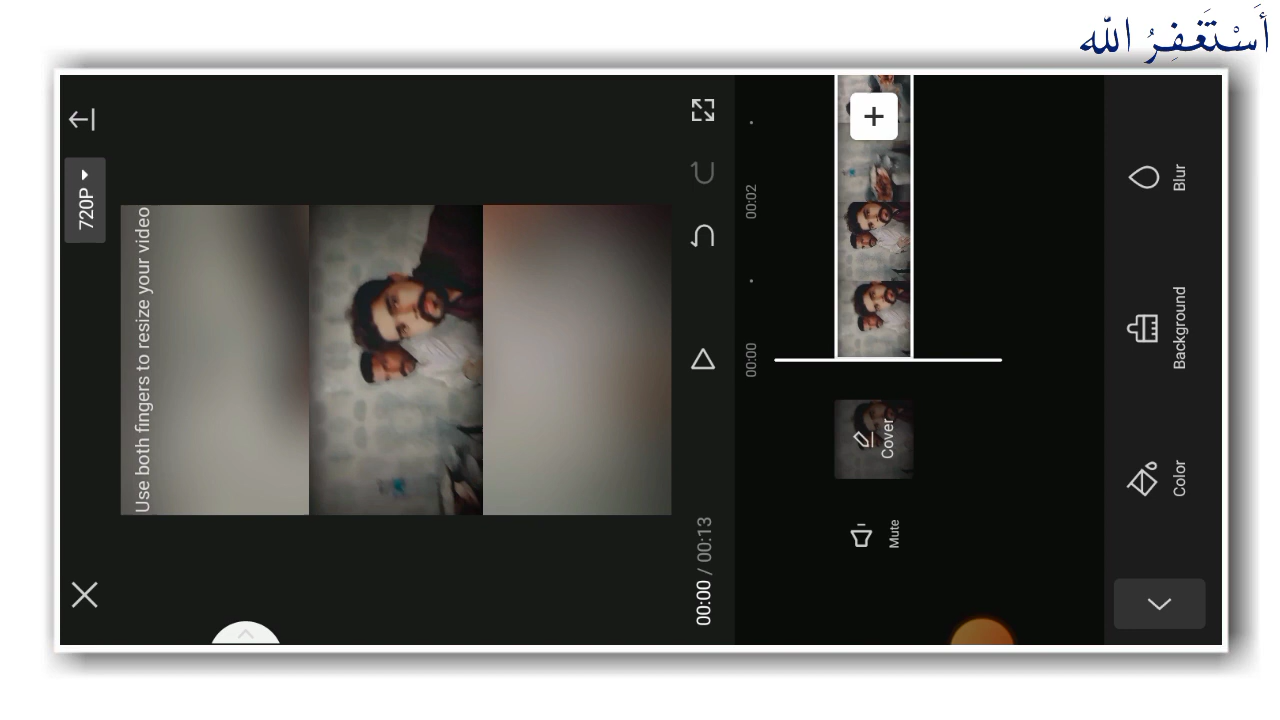 أَسْتَغَفِرُ الله
720P
Use both fingers to resize your video
00:00 / 00:13
00:00
00:02
Cover
Mute
Color
Background
Blur